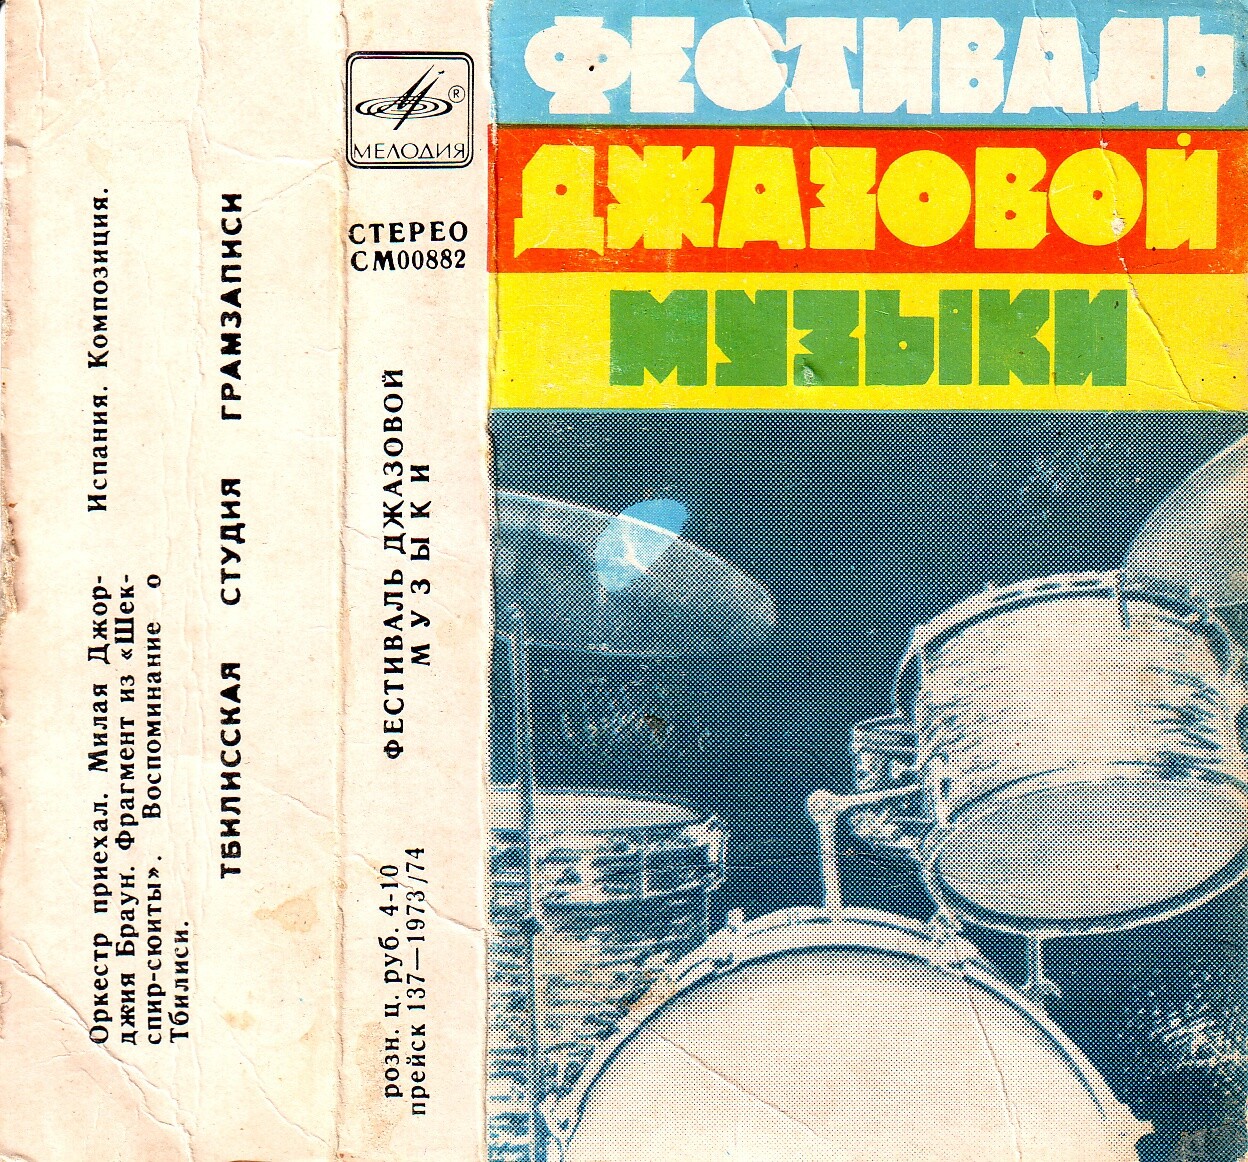 ФЕСТИВАЛЬ
ДЖАЗОВОЙ
МУЗЫКИ
МЕЛОДИЯ
®
СТЕРЕО
СМ00882
ФЕСТИВАЛЬ ДЖАЗОВОЙ
МУЗЫКИ
розн. ц. руб. 4-10
прейск 137—1973/74
Оркестр приехал. Милая Джор-
джия Браун. Фрагмент из «Шек-
спир-сюиты». Воспоминание о
Тбилиси.
Испания. Композиция.
ТБИЛИССКАЯ СТУДИЯ ГРАМЗАПИСИ